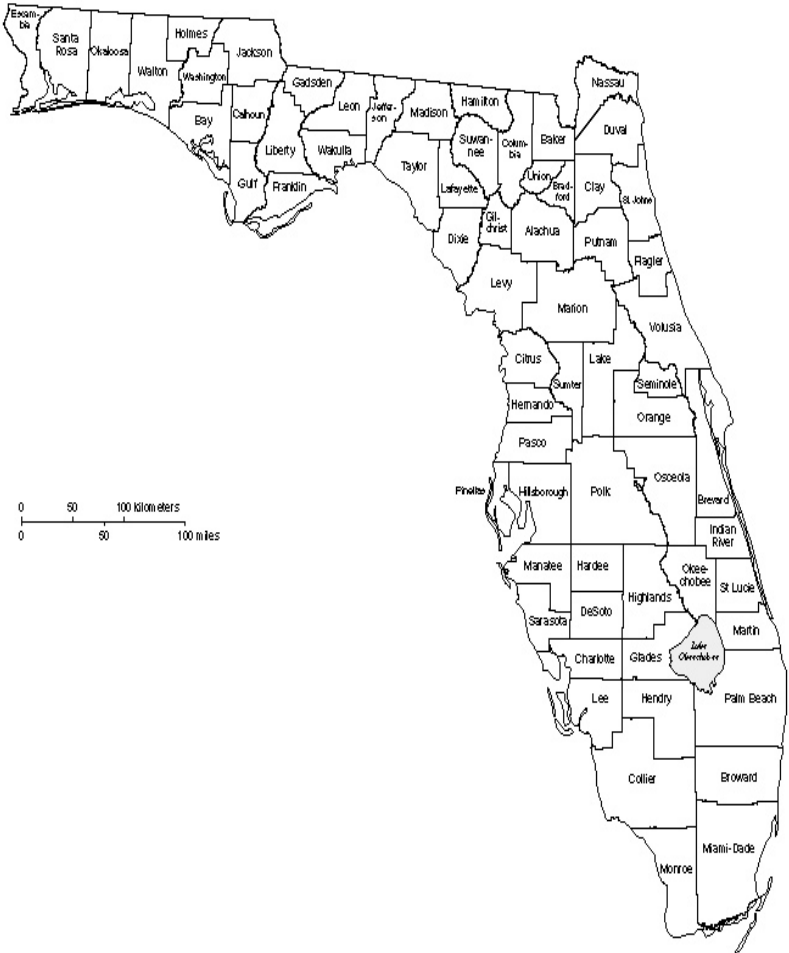 Escam-
bia
Santa
Rosa
Okaloosa
Walton
Holmes
Washington
Jackson
Bay
Calhoun
Gulf
Gadsden
Liberty
Franklin
Leon
Wakulla
Jeffer-
son
Madison
Taylor
Hamilton
Suwan-
nee
Lafayette
Dixie
Colum-
bia
Gil-
christ
Baker
Union
Brad-
ford
Alachua
Levy
Nassau
Duval
Clay
St. Johns
Putnam
Flagler
Marion
Volusia
Citrus
Sumter
Lake
Seminole
Orange
Hernando
Pasco
Pinellas
Hillsborough
Polk
Osceola
Brevard
Indian
River
0 50 100 kilometers
0 50 100 miles
Manatee
Hardee
Highlands
Okee-
chobee
St Lucie
Sarasota
DeSoto
Martin
Charlotte
Glades
Lake
Okeechobee
Lee
Hendry
Palm Beach
Collier
Broward
Monroe
Miami-Dade